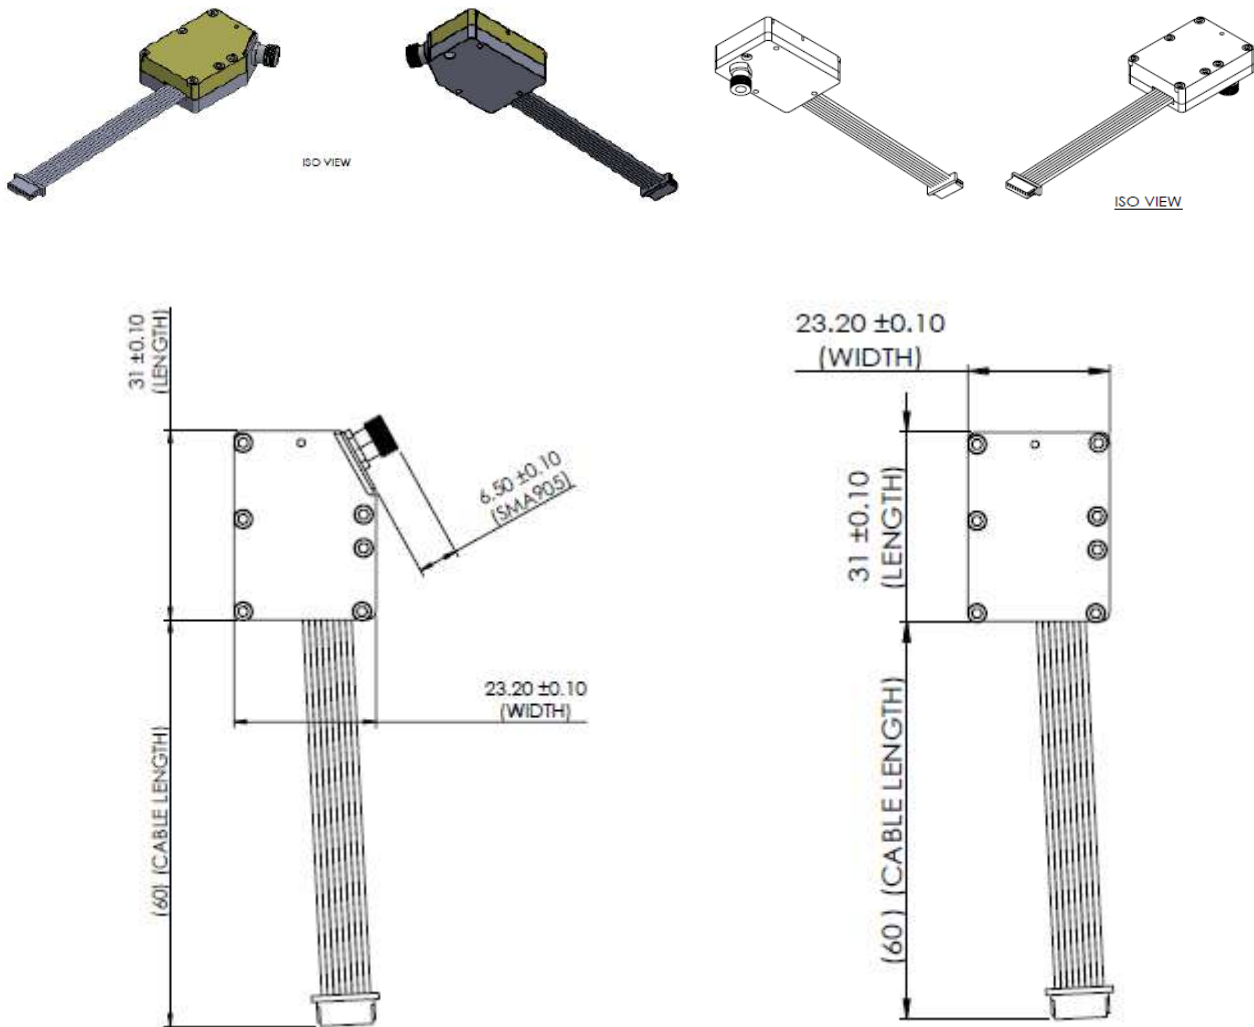 ISO VIEW
ISO VIEW
31 ±0.10
(LENGTH)
6.50 ±0.10
(SMA905)
23.20 ±0.10
(WIDTH)
(60) (CABLE LENGTH)
23.20 ±0.10
(WIDTH)
31 ±0.10
(LENGTH)
(60) (CABLE LENGTH)